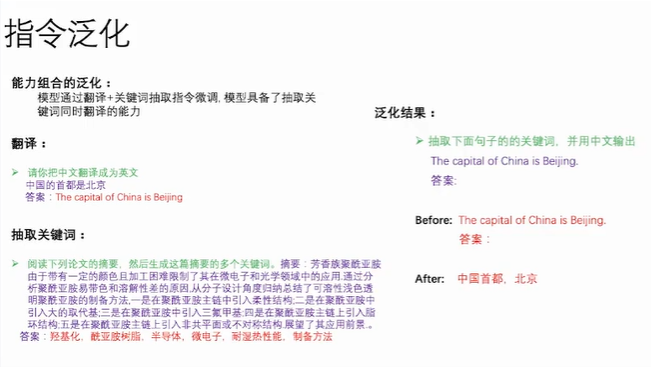 指令泛化
能力组合的泛化：
模型通过翻译+关键词抽取指令微调, 模型具备了抽取关
键词同时翻译的能力
翻译：
➢ 请你把中文翻译成为英文
中国的首都是北京
答案：The capital of China is Beijing
抽取关键词：
➢ 阅读下列论文的摘要，然后生成这篇摘要的多个关键词。摘要：芳香族聚酰亚胺
由于带有一定的颜色且加工困难限制了其在微电子和光学领域中的应用.通过分
析聚酰亚胺易带色和溶解性差的原因,从分子设计角度归纳总结了可溶性浅色透
明聚酰亚胺的制备方法,一是在聚酰亚胺主链中引入柔性结构;二是在聚酰亚胺中
引入大的取代基;三是在聚酰亚胺中引入三氟甲基;四是在聚酰亚胺主链上引入脂
环结构;五是在聚酰亚胺主链上引入非共平面或不对称结构.展望了其应用前景.。
答案：羟基化，酰亚胺树脂，半导体，微电子，耐湿热性能，制备方法
泛化结果：
➢ 抽取下面句子的的关键词，并用中文输出
The capital of China is Beijing.
答案:
Before: The capital of China is Beijing.
答案：
After: 中国首都，北京